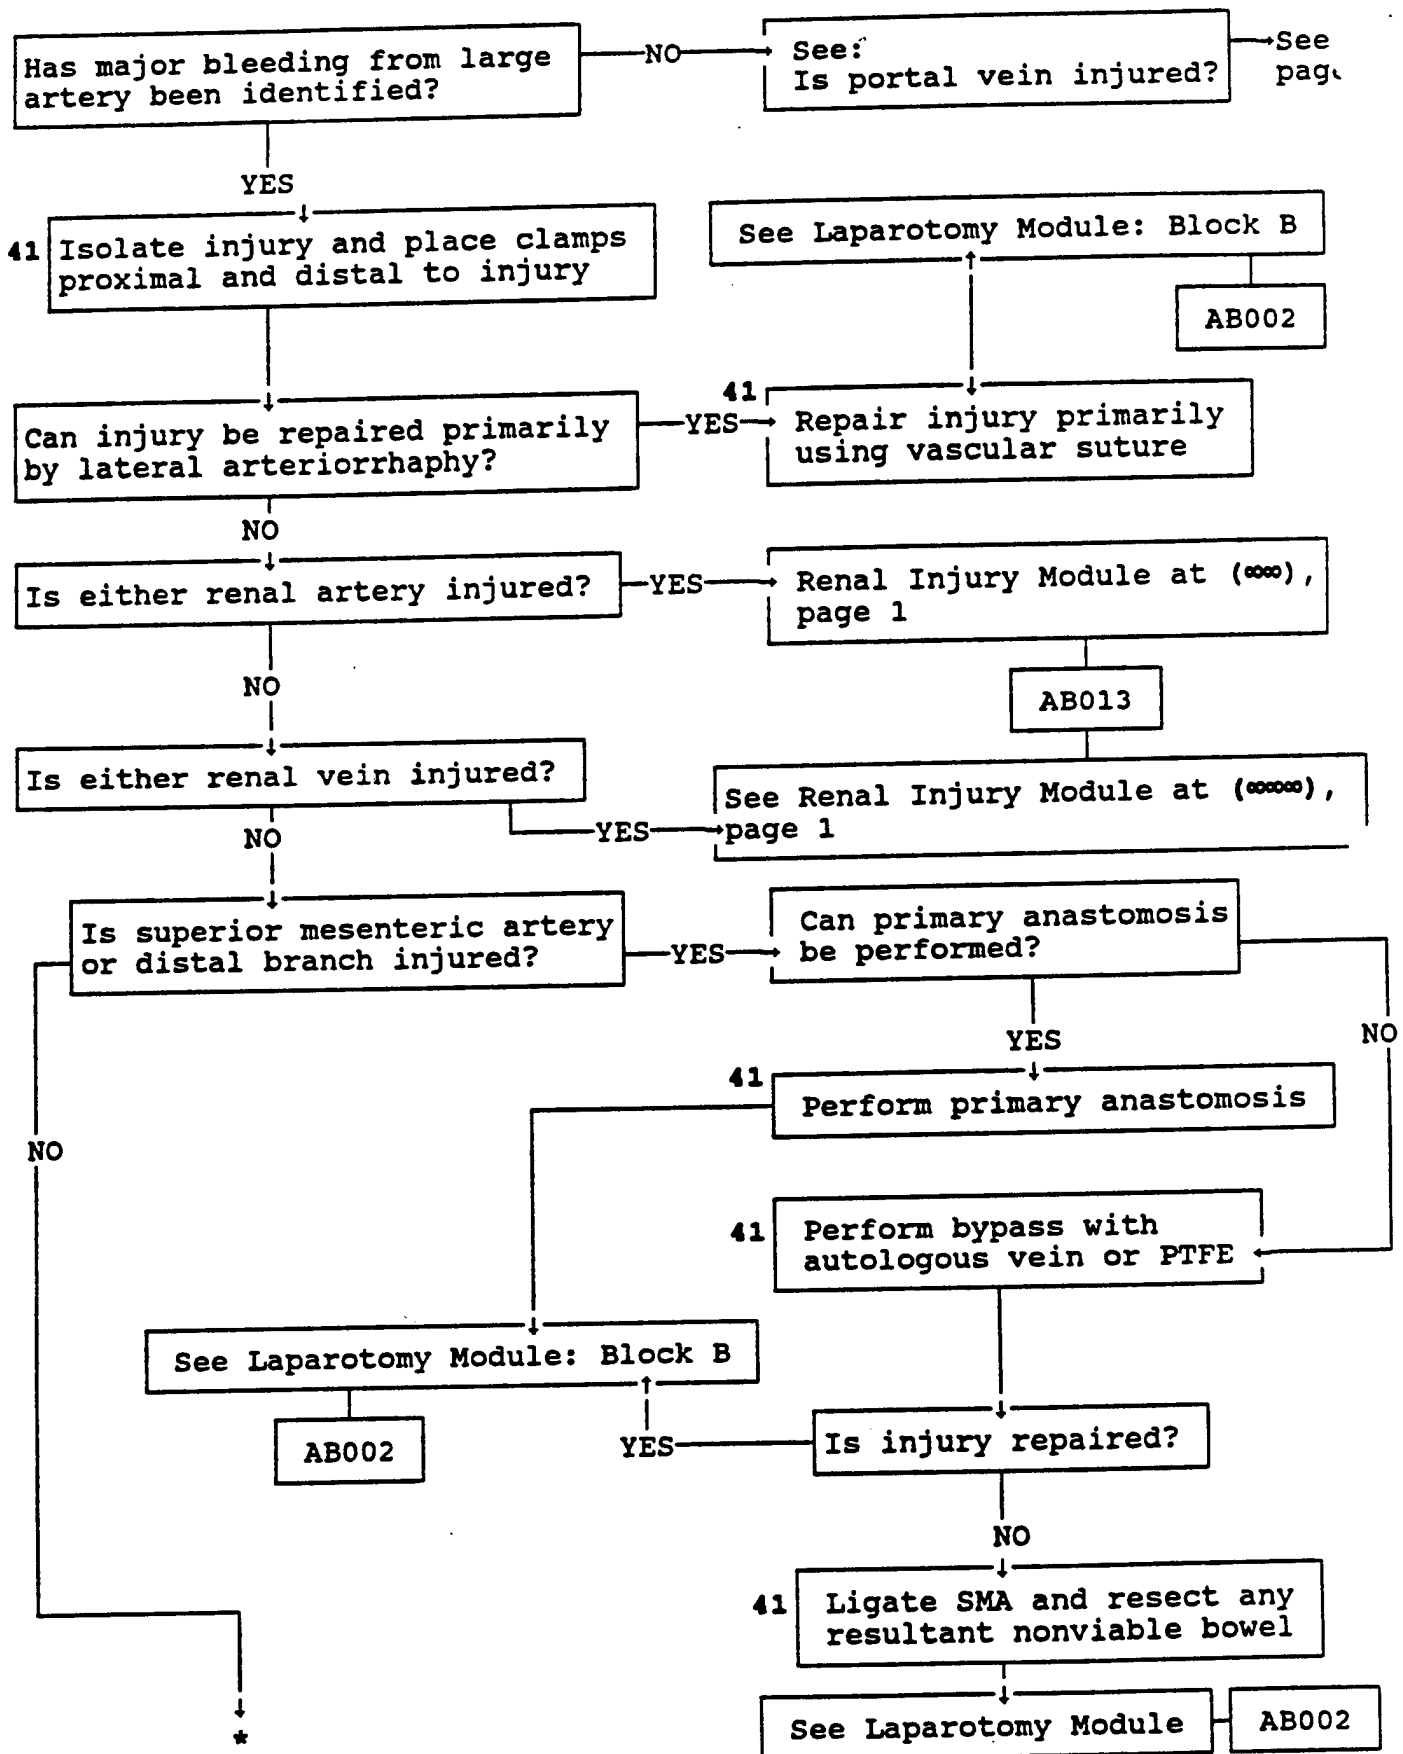 Has major bleeding from large
artery been identified?
NO
See:
Is portal vein injured?
See
YES
41
Isolate injury and place clamps
proximal and distal to injury
See Laparotomy Module: Block B
AB002
Can injury be repaired primarily
by lateral arteriorrhaphy?
YES
41
Repair injury primarily
using vascular suture
NO
Is either renal artery injured?
YES
Renal Injury Module at (∞∞),
page 1
NO
AB013
Is either renal vein injured?
YES
See Renal Injury Module at (∞∞∞),
page 1
NO
Is superior mesenteric artery
or distal branch injured?
YES
Can primary anastomosis
be performed?
NO
YES
41
Perform primary anastomosis
NO
41
Perform bypass with
autologous vein or PTFE
See Laparotomy Module: Block B
AB002
YES
Is injury repaired?
NO
41
Ligate SMA and resect any
resultant nonviable bowel
*
See Laparotomy Module
AB002